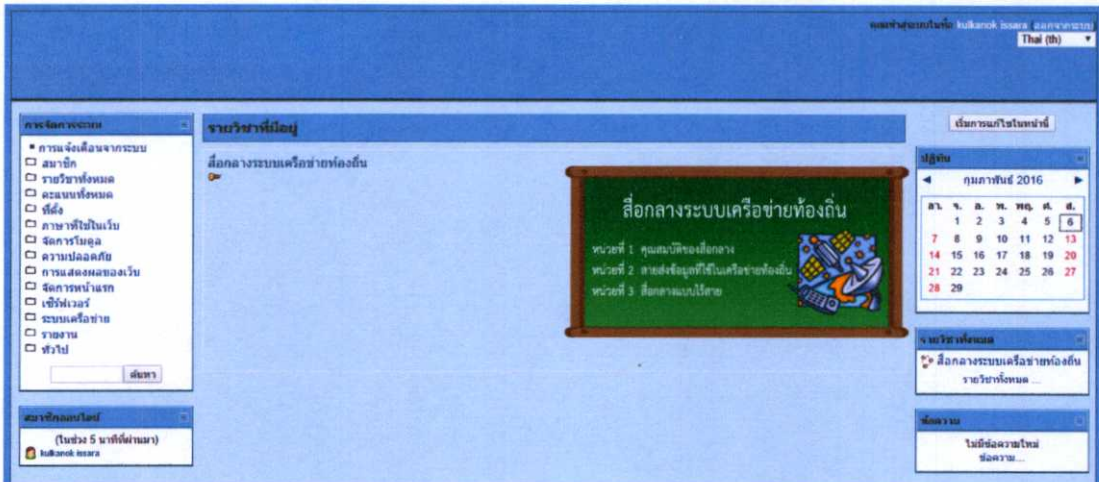 คุณเข้าสู่ระบบในชื่อ kulkanok issara (ออกจากระบบ)
Thai (th)
การจัดการระบบ
การแจ้งเตือนจากระบบ
สมาชิก
รายวิชาทั้งหมด
คะแนนทั้งหมด
ที่ตั้ง
ภาษาที่ใช้ในเว็บ
จัดการโมดูล
ความปลอดภัย
การแสดงผลของเว็บ
จัดการหน้าแรก
เซิร์ฟเวอร์
ระบบเครือข่าย
รายงาน
ทั่วไป
ค้นหา
สมาชิกออนไลน์
(ในช่วง 5 นาทีที่ผ่านมา)
kulkanok issara
รายวิชาที่มีอยู่
สื่อกลางระบบเครือข่ายท้องถิ่น
สื่อกลางระบบเครือข่ายท้องถิ่น
หน่วยที่ 1 คุณสมบัติของสื่อกลาง
หน่วยที่ 2 สายส่งข้อมูลที่ใช้ในเครือข่ายท้องถิ่น
หน่วยที่ 3 สื่อกลางแบบไร้สาย
เริ่มการแก้ไขในหน้านี้
ปฏิทิน
◄ กุมภาพันธ์ 2016 ►
อา. จ. อ. พ. พฤ. ศ. ส.
1 2 3 4 5 6
7 8 9 10 11 12 13
14 15 16 17 18 19 20
21 22 23 24 25 26 27
28 29
รายวิชาทั้งหมด
สื่อกลางระบบเครือข่ายท้องถิ่น
รายวิชาทั้งหมด ...
ข้อความ
ไม่มีข้อความใหม่
ข้อความ...